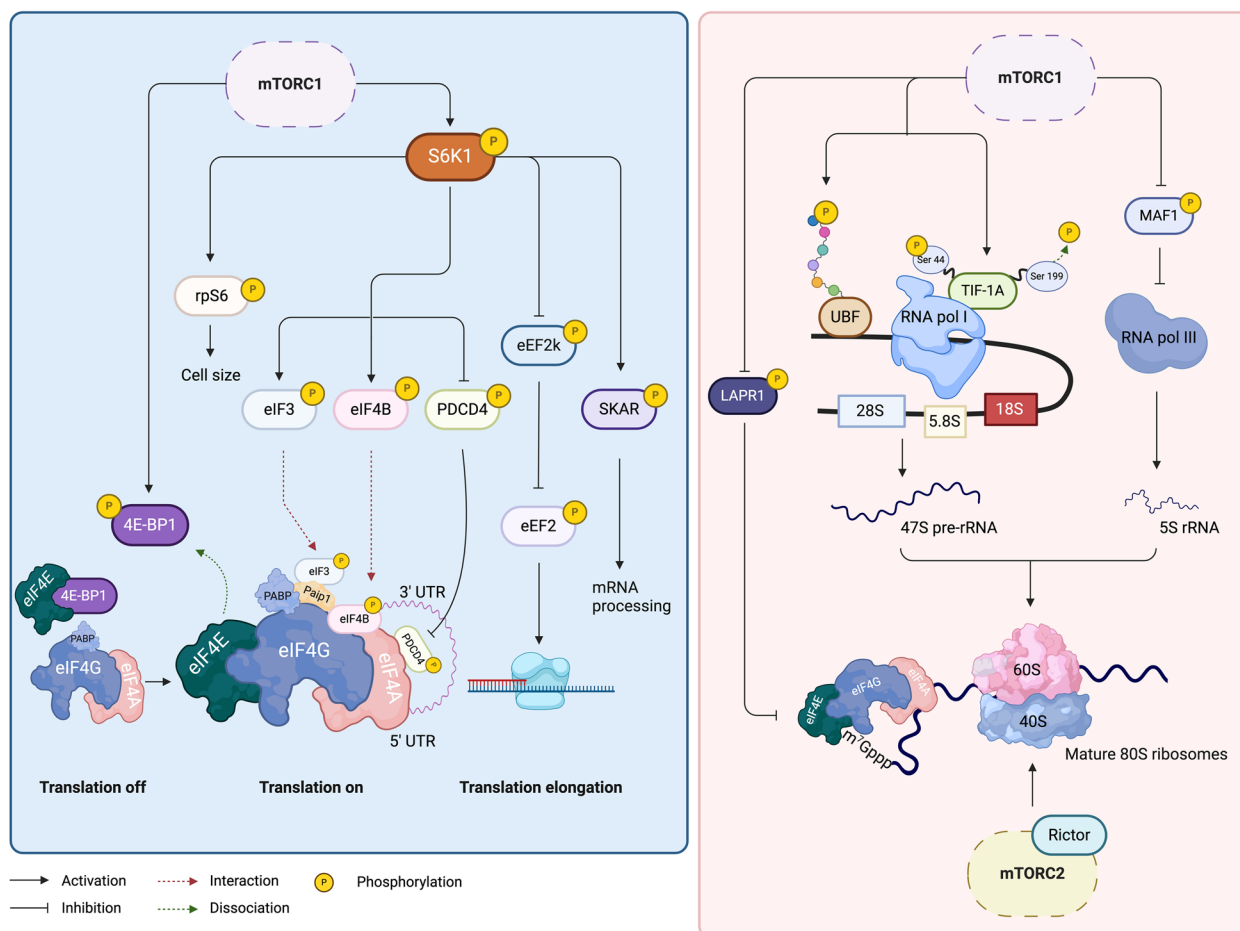 mTORC1
S6K1
P
rpS6
P
Cell size
eIF3
P
eIF4B
P
PDCD4
P
eEF2k
P
SKAR
P
4E-BP1
P
eEF2
P
mRNA
processing
eIF4E
4E-BP1
PABP
eIF4G
eIF4A
eIF3
P
PABP
Paip1
eIF4B
P
3' UTR
PDCD4
P
eIF4E
eIF4G
eIF4A
5' UTR
Translation off
Translation on
Translation elongation
mTORC1
P
UBF
P
Ser 44
TIF-1A
Ser 199
P
RNA pol I
MAF1
P
RNA pol III
LAPR1
P
28S
5.8S
18S
47S pre-rRNA
5S rRNA
eIF4E
eIF4G
eIF4A
m⁷Gppp
60S
40S
Mature 80S ribosomes
Rictor
mTORC2
Activation
Interaction
P
Phosphorylation
Inhibition
Dissociation